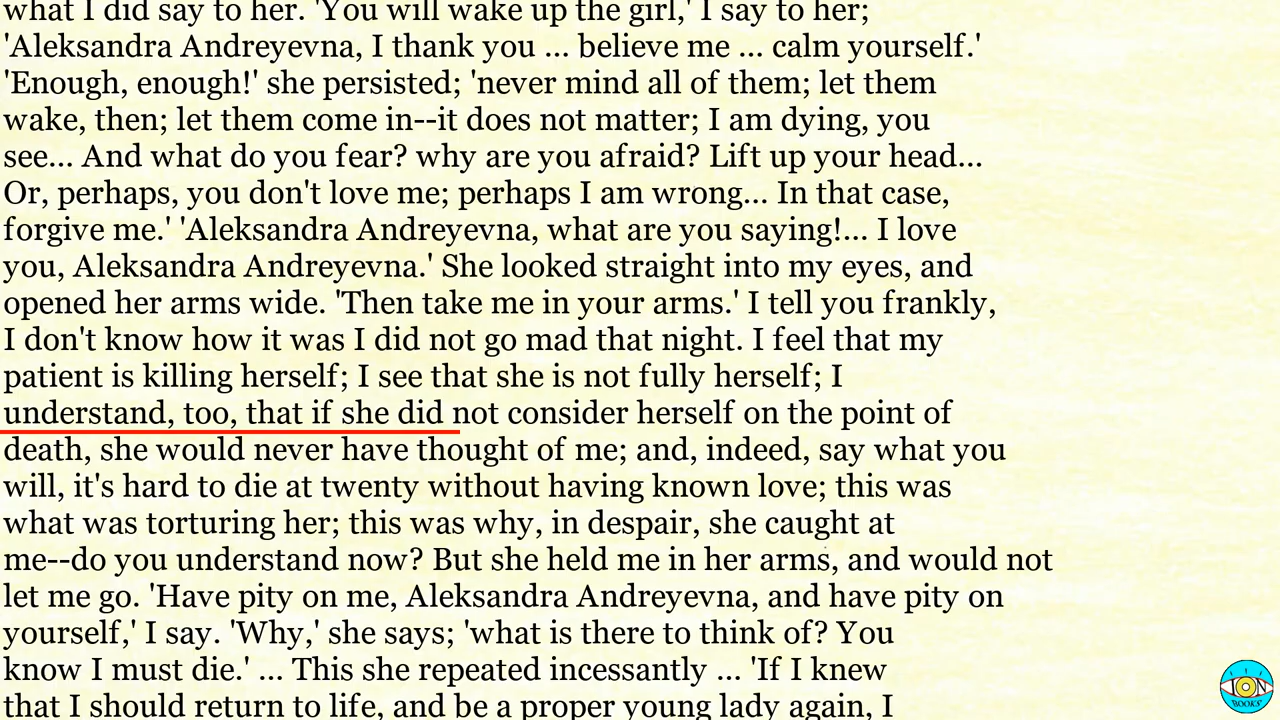 what I did say to her. 'You will wake up the girl,' I say to her;
'Aleksandra Andreyevna, I thank you ... believe me ... calm yourself.'
'Enough, enough!' she persisted; 'never mind all of them; let them
wake, then; let them come in--it does not matter; I am dying, you
see... And what do you fear? why are you afraid? Lift up your head...
Or, perhaps, you don't love me; perhaps I am wrong... In that case,
forgive me.' 'Aleksandra Andreyevna, what are you saying!... I love
you, Aleksandra Andreyevna.' She looked straight into my eyes, and
opened her arms wide. 'Then take me in your arms.' I tell you frankly,
I don't know how it was I did not go mad that night. I feel that my
patient is killing herself; I see that she is not fully herself; I
understand, too, that if she did not consider herself on the point of
death, she would never have thought of me; and, indeed, say what you
will, it's hard to die at twenty without having known love; this was
what was torturing her; this was why, in despair, she caught at
me--do you understand now? But she held me in her arms, and would not
let me go. 'Have pity on me, Aleksandra Andreyevna, and have pity on
yourself,' I say. 'Why,' she says; 'what is there to think of? You
know I must die.' ... This she repeated incessantly ... 'If I knew
that I should return to life, and be a proper young lady again, I
ION
BOOKS